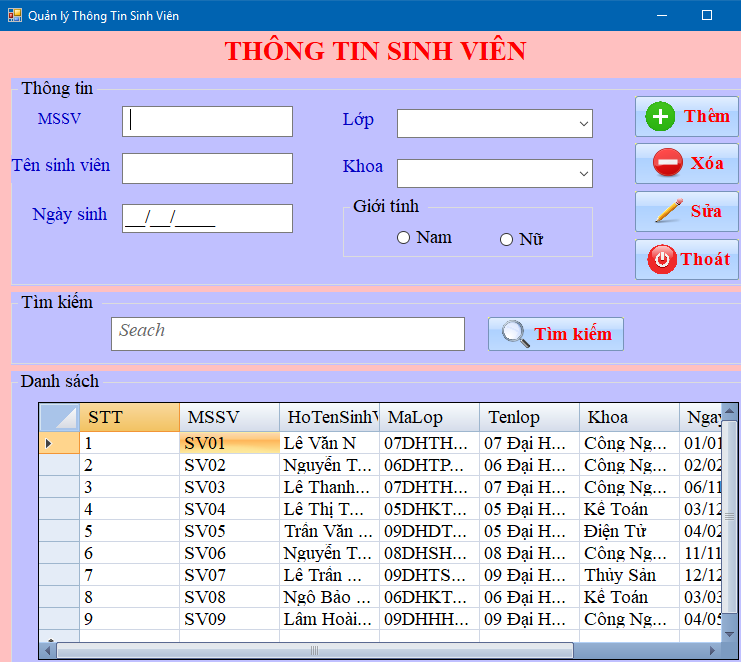 Quản lý Thông Tin Sinh Viên
THÔNG TIN SINH VIÊN
Thông tin
MSSV
Lớp
Thêm
Tên sinh viên
Khoa
Xóa
Ngày sinh
__/__/____
Giới tính
Nam
Nữ
Sửa
Thoát
Tìm kiếm
Seach
Tìm kiếm
Danh sách
STT MSSV HoTenSinhV MaLop Tenlop Khoa Ngay
1 SV01 Lê Văn N 07DHTH... 07 Đại H... Công Ng... 01/01
2 SV02 Nguyễn T... 06DHTP... 06 Đại H... Công Ng... 02/02
3 SV03 Lê Thanh... 07DHTH... 07 Đại H... Công Ng... 06/11
4 SV04 Lê Thị T... 05DHKT... 05 Đại H... Kế Toán 03/12
5 SV05 Trần Văn ... 09DHDT... 05 Đại H... Điện Tử 04/02
6 SV06 Nguyễn T... 08DHSH... 08 Đại H... Công Ng... 11/11
7 SV07 Lê Trần ... 09DHTS... 09 Đại H... Thủy Sản 12/12
8 SV08 Ngô Bảo ... 06DHKT... 06 Đại H... Kế Toán 03/03
9 SV09 Lâm Hoài... 09DHHH... 09 Đại H... Công Ng... 04/05